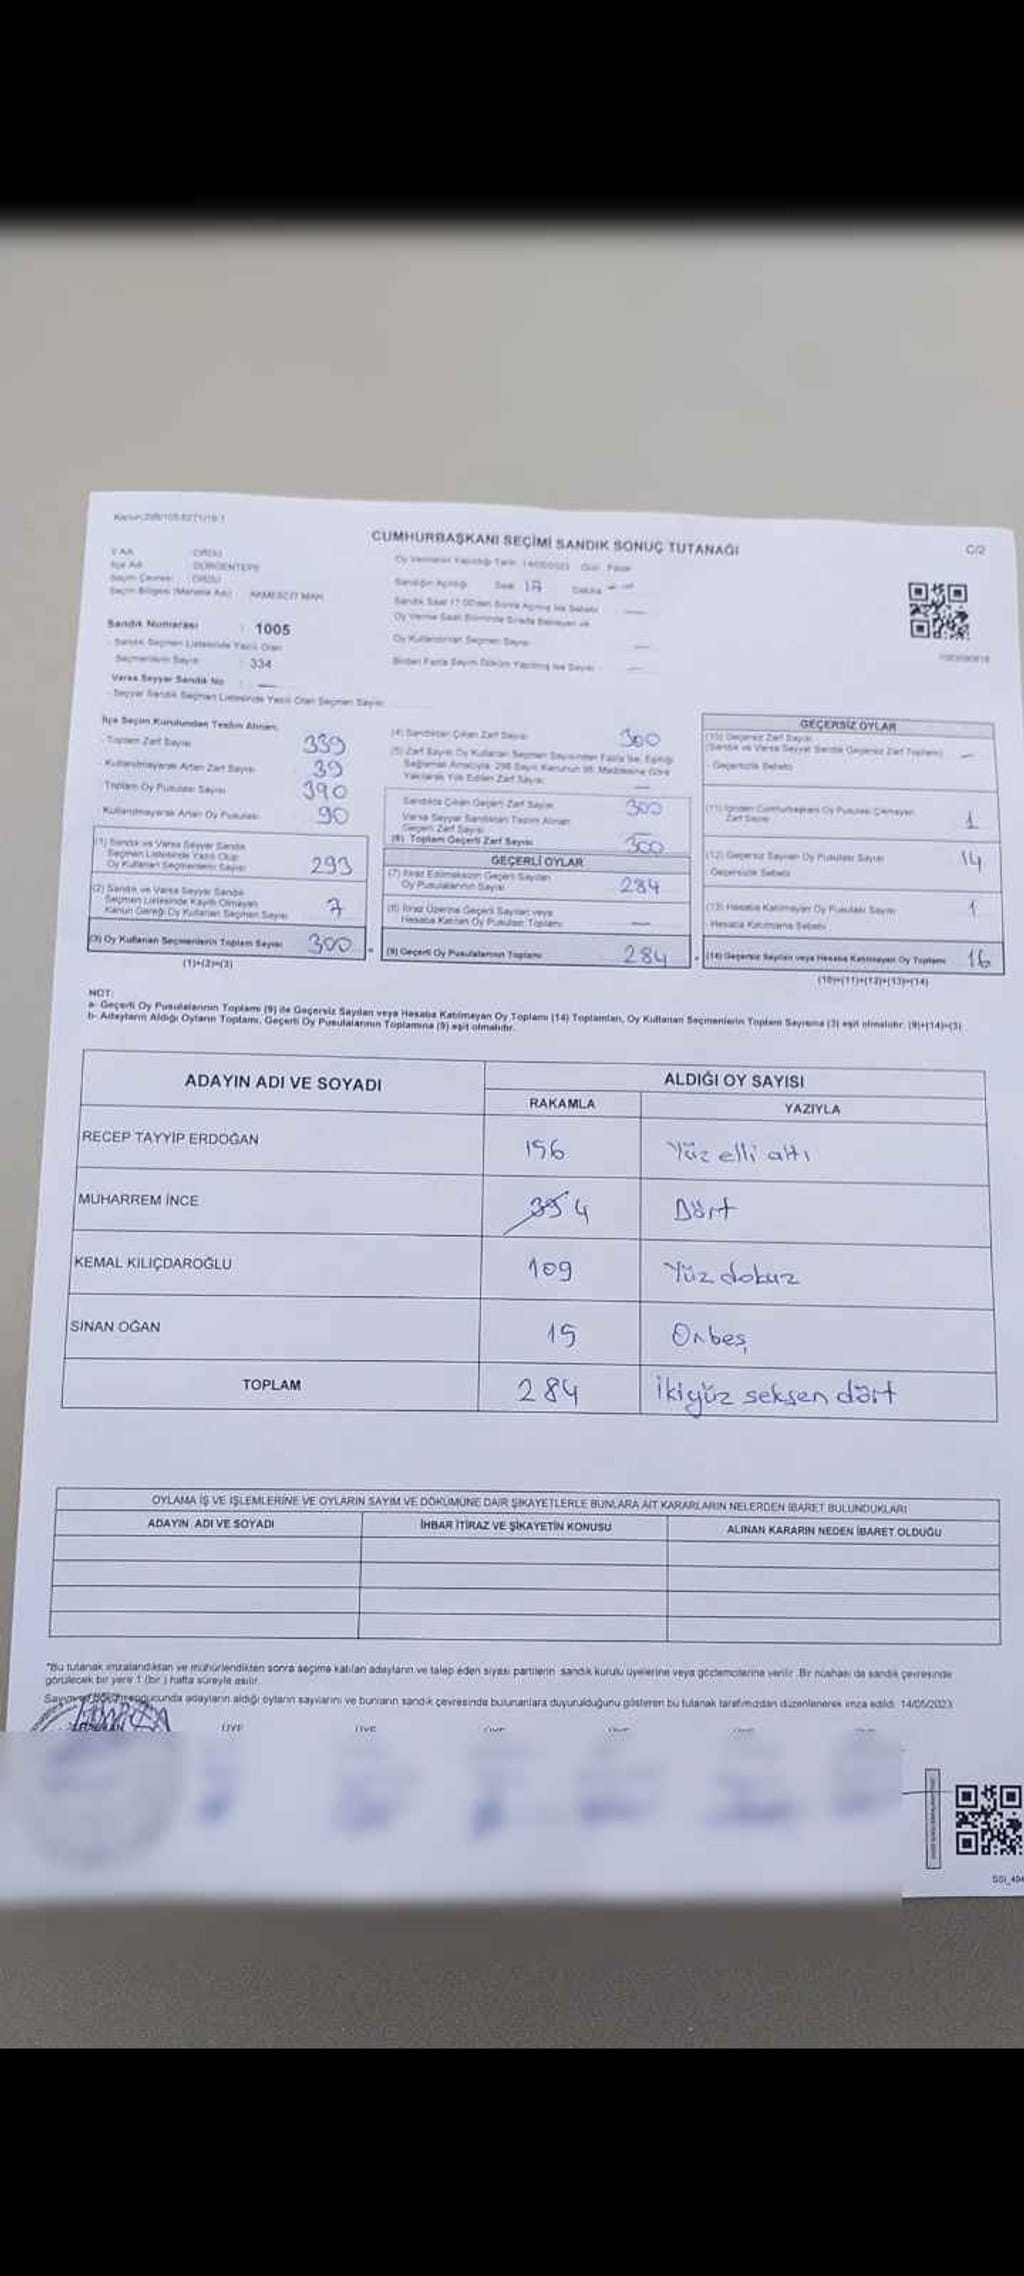 CUMHURBAŞKANI SEÇİMİ SANDIK SONUÇ TUTANAĞI
C/2
İl Adı : ORDU
İlçe Adı
Seçim Çevresi : ORDU
Oy Vermenin Yapıldığı Tarih: 14/05/2023 Gün: Pazar
Sandığın Açıldığı Saat 17 Dakika
Sandık Numarası : 1005
Sandık Seçmen Listesinde Yazılı Olan
Seçmenlerin Sayısı : 334
Varsa Seyyar Sandık No : —
Seyyar Sandık Seçmen Listesinde Yazılı Olan Seçmen Sayısı
Oy Kullandırılan Seçmen Sayısı —
Birden Fazla Sayım Döküm Yapılmış İse Sayısı —
İlçe Seçim Kurulundan Teslim Alınan;
- Toplam Zarf Sayısı 339
- Kullanılmayarak Artan Zarf Sayısı 39
Toplam Oy Pusulası Sayısı 390
- Kullanılmayarak Artan Oy Pusulası 90
(1) Sandık ve Varsa Seyyar Sandık
Seçmen Listesinde Yazılı Olup
Oy Kullanan Seçmenlerin Sayısı 293
(2) Sandık ve Varsa Seyyar Sandık
Seçmen Listesinde Kayıtlı Olmayan
Kanun Gereği Oy Kullanan Seçmen Sayısı 7
(3) Oy Kullanan Seçmenlerin Toplam Sayısı 300
(1)+(2)=(3)
(4) Sandıktan Çıkan Zarf Sayısı 300
(5) Zarf Sayısı Oy Kullanan Seçmen Sayısından Fazla İse, Eşitliği
Sağlamak Amacıyla, 298 Sayılı Kanunun 98. Maddesine Göre
Yakılarak Yok Edilen Zarf Sayısı —
Sandıkta Çıkan Geçerli Zarf Sayısı 300
Varsa Seyyar Sandıktan Teslim Alınan
Geçerli Zarf Sayısı
(6) Toplam Geçerli Zarf Sayısı 300
GEÇERLİ OYLAR
(7) İtiraz Edilmeksizin Geçerli Sayılan
Oy Pusulalarının Sayısı 284
(8) İtiraz Üzerine Geçerli Sayılan veya
Hesaba Katılan Oy Pusulası Toplamı —
(9) Geçerli Oy Pusulalarının Toplamı 284
GEÇERSİZ OYLAR
(10) Geçersiz Zarf Sayısı
(Sandık ve Varsa Seyyar Sandık Geçersiz Zarf Toplamı) —
- Geçersizlik Sebebi
(11) İçinden Cumhurbaşkanı Oy Pusulası Çıkmayan
Zarf Sayısı 1
(12) Geçersiz Sayılan Oy Pusulası Sayısı 14
Geçersizlik Sebebi
(13) Hesaba Katılmayan Oy Pusulası Sayısı 1
- Hesaba Katılmama Sebebi
(14) Geçersiz Sayılan veya Hesaba Katılmayan Oy Toplamı 16
(10)+(11)+(12)+(13)=(14)
NOT:
a- Geçerli Oy Pusulalarının Toplamı (9) ile Geçersiz Sayılan veya Hesaba Katılmayan Oy Toplamı (14) Toplamları, Oy Kullanan Seçmenlerin Toplam Sayısına (3) eşit olmalıdır. (9)+(14)=(3)
b- Adayların Aldığı Oyların Toplamı, Geçerli Oy Pusulalarının Toplamına (9) eşit olmalıdır.
ADAYIN ADI VE SOYADI
ALDIĞI OY SAYISI
RAKAMLA YAZIYLA
RECEP TAYYİP ERDOĞAN 156 Yüz elli altı
MUHARREM İNCE 4 Dört
KEMAL KILIÇDAROĞLU 109 Yüz dokuz
SİNAN OĞAN 15 Onbeş
TOPLAM 284 İkiyüz seksen dört
OYLAMA İŞ VE İŞLEMLERİNE VE OYLARIN SAYIM VE DÖKÜMÜNE DAİR ŞİKAYETLERLE BUNLARA AİT KARARLARIN NELERDEN İBARET BULUNDUKLARI
ADAYIN ADI VE SOYADI İHBAR İTİRAZ VE ŞİKAYETİN KONUSU ALINAN KARARIN NEDEN İBARET OLDUĞU
"Bu tutanak imzalandıktan ve mühürlendikten sonra seçime katılan adayların ve talep eden siyasi partilerin sandık kurulu üyelerine veya gözlemcilerine verilir. Bir nüshası da sandık çevresinde
görülecek bir yere 1 (bir) hafta süreyle asılır.
adayların aldığı oyların sayılarını ve bunların sandık çevresinde bulunanlara duyurulduğunu gösteren bu tutanak tarafımızdan düzenlenerek imza edildi. 14/05/2023
ÜYE ÜYE ÜYE ÜYE ÜYE